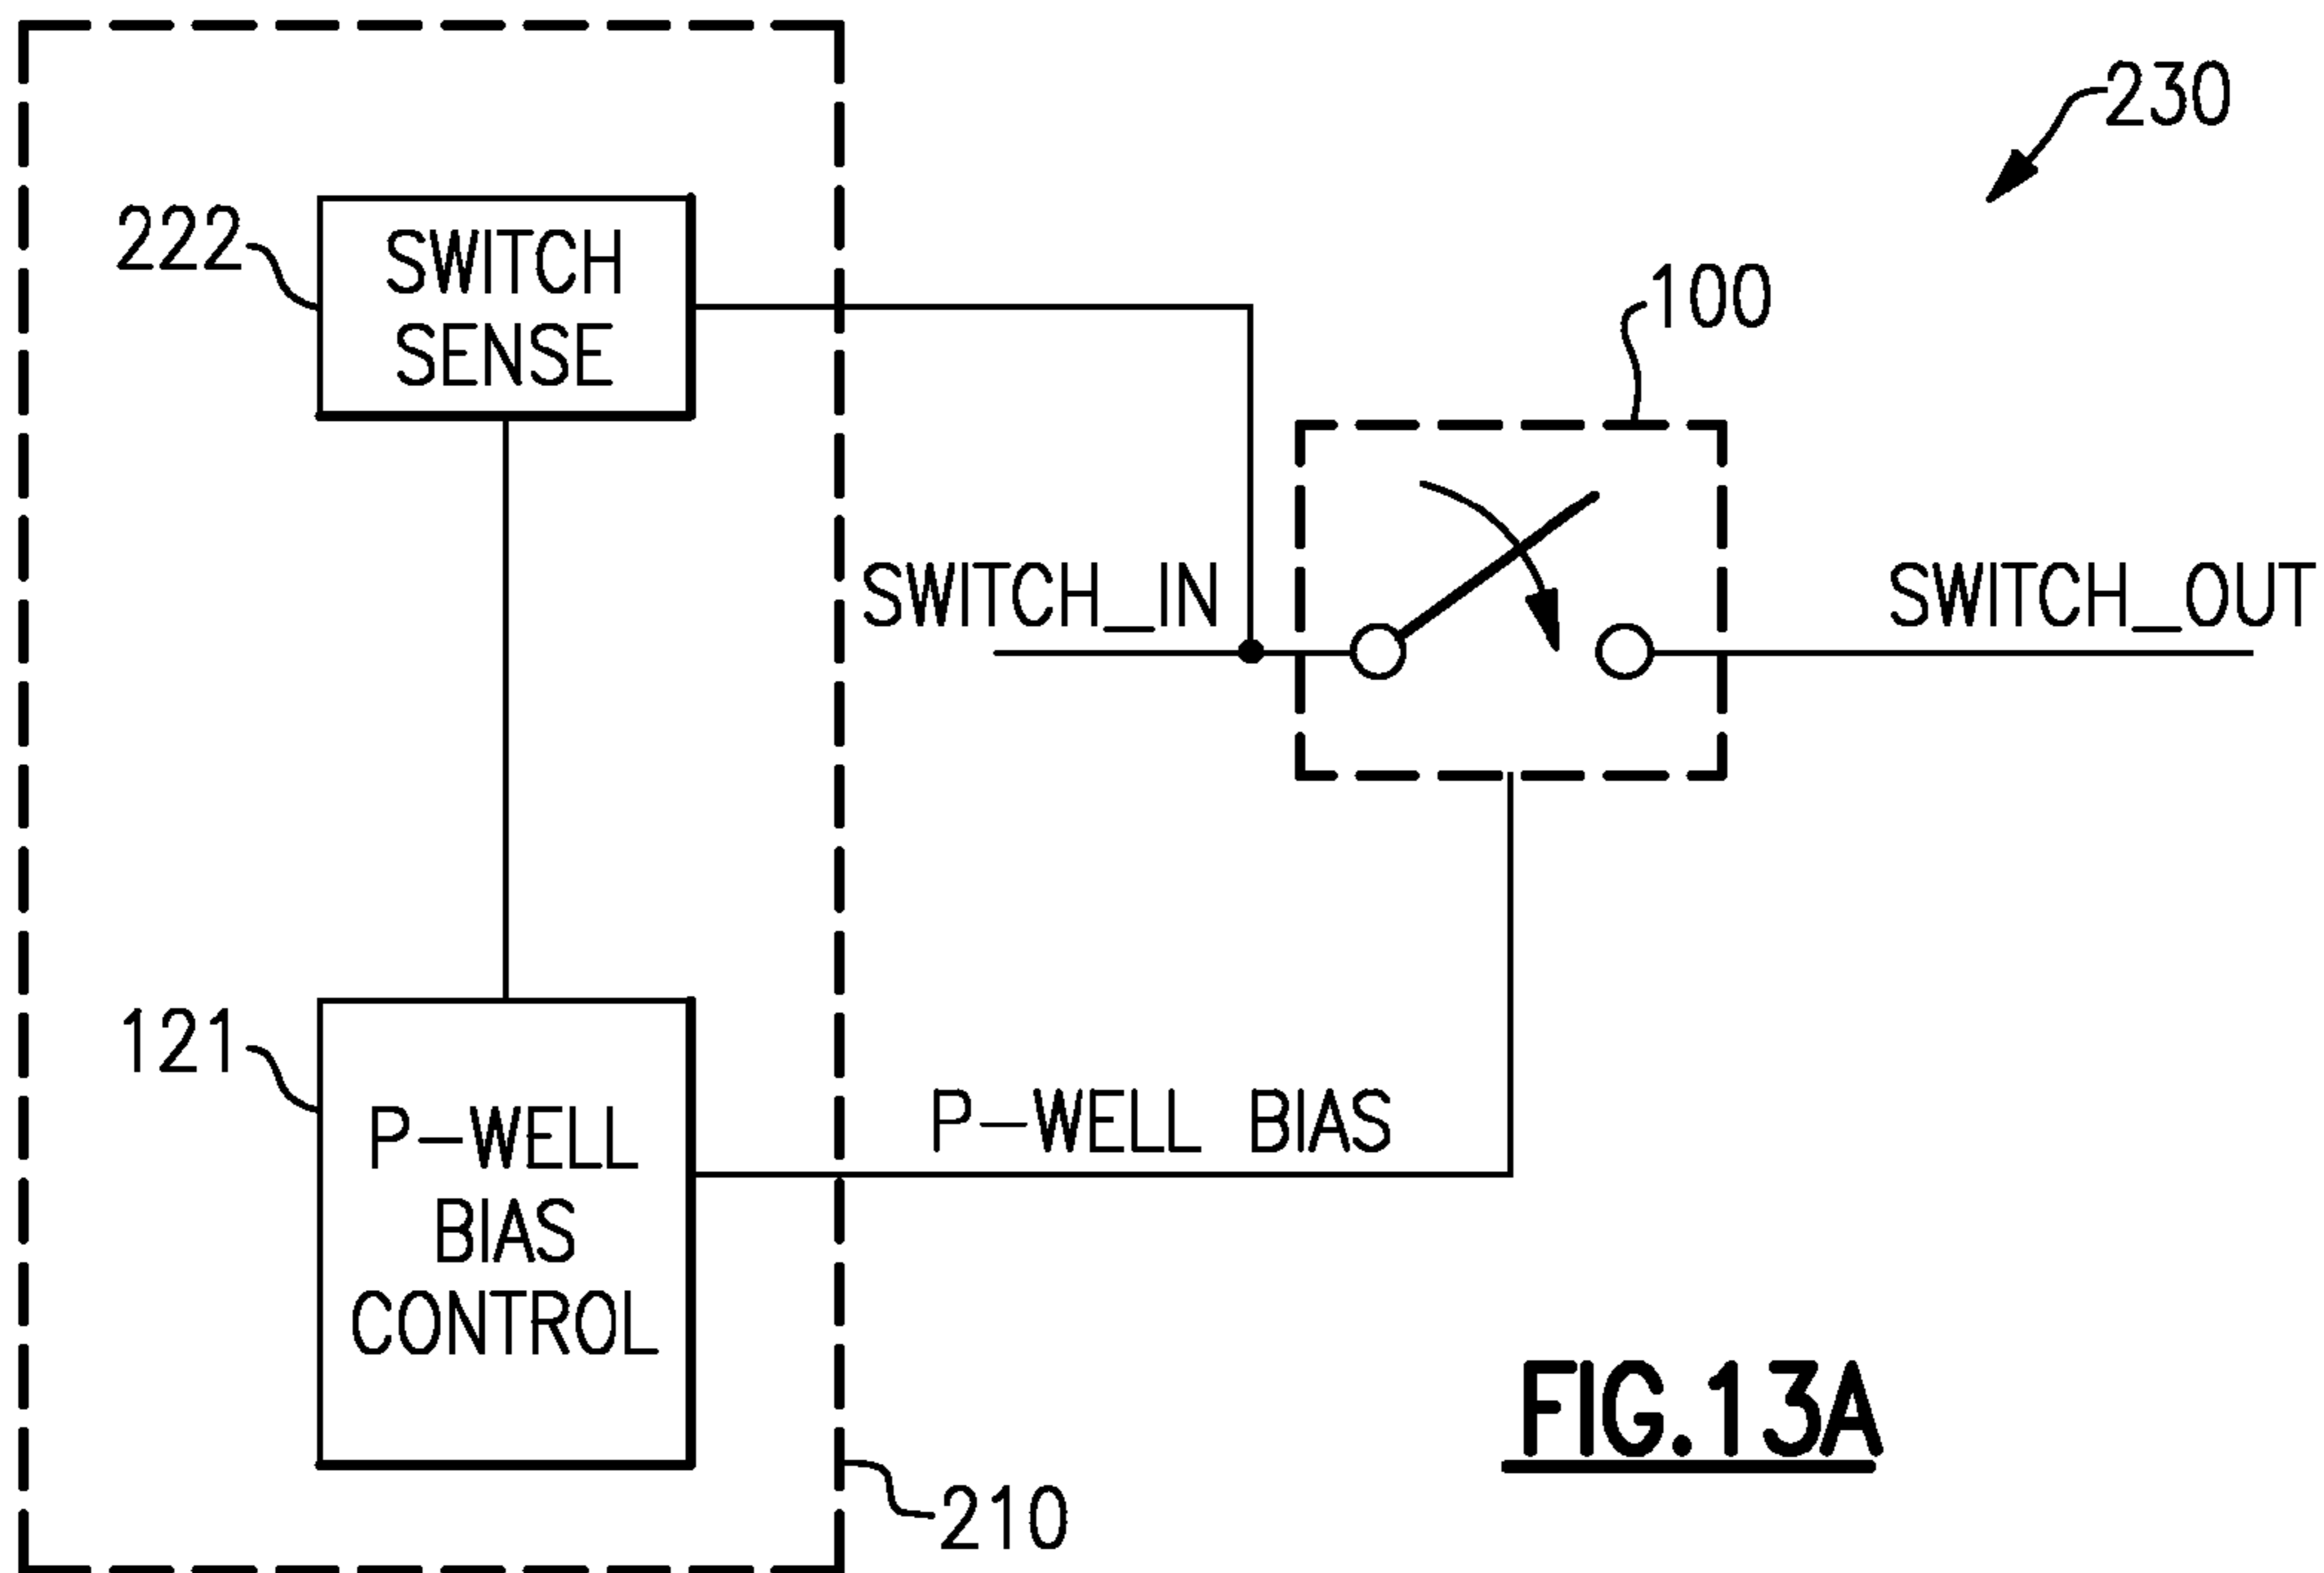 230
222
SWITCH
SENSE
100
SWITCH_IN
SWITCH_OUT
121
P-WELL
BIAS
CONTROL
P-WELL BIAS
210
FIG.13A